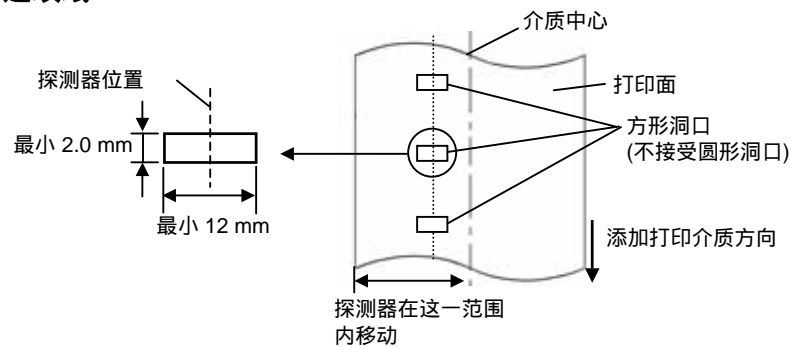 介质中心
探测器位置
打印面
最小 2.0 mm
方形洞口
(不接受圆形洞口)
最小 12 mm
添加打印介质方向
探测器在这一范围
内移动